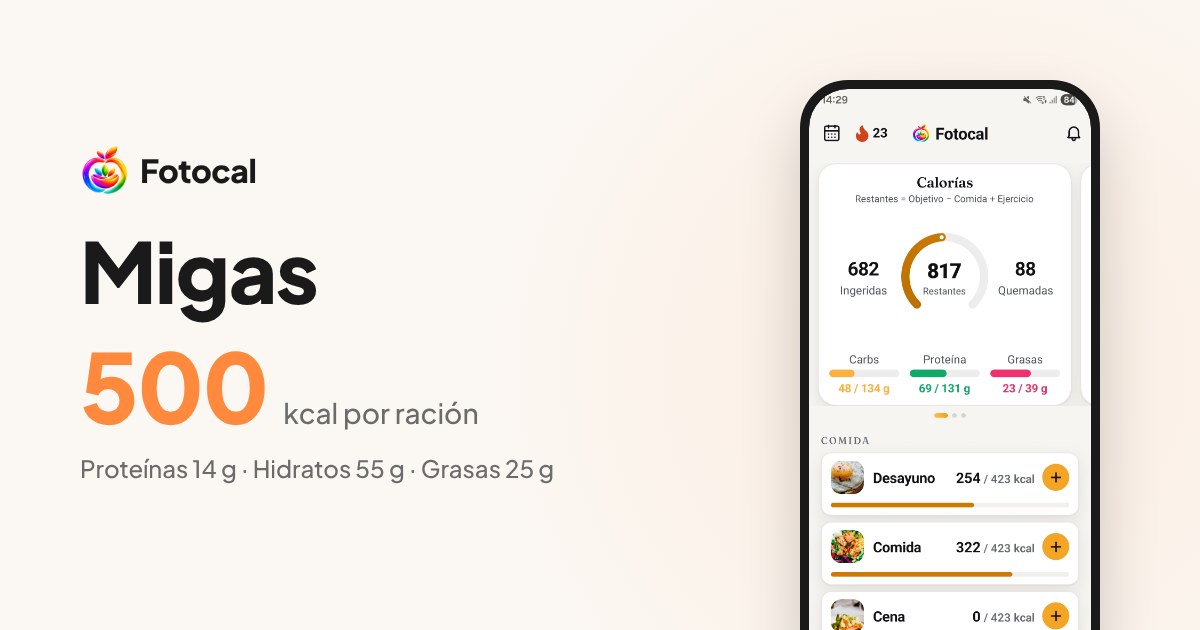 Fotocal
Migas
500 kcal por ración
Proteínas 14 g · Hidratos 55 g · Grasas 25 g
14:29 84
23 Fotocal
Calorías
Restantes = Objetivo − Comida + Ejercicio
682 817 88
Ingeridas Restantes Quemadas
Carbs Proteína Grasas
48 / 134 g 69 / 131 g 23 / 39 g
COMIDA
Desayuno 254 / 423 kcal +
Comida 322 / 423 kcal +
Cena 0 / 423 kcal +